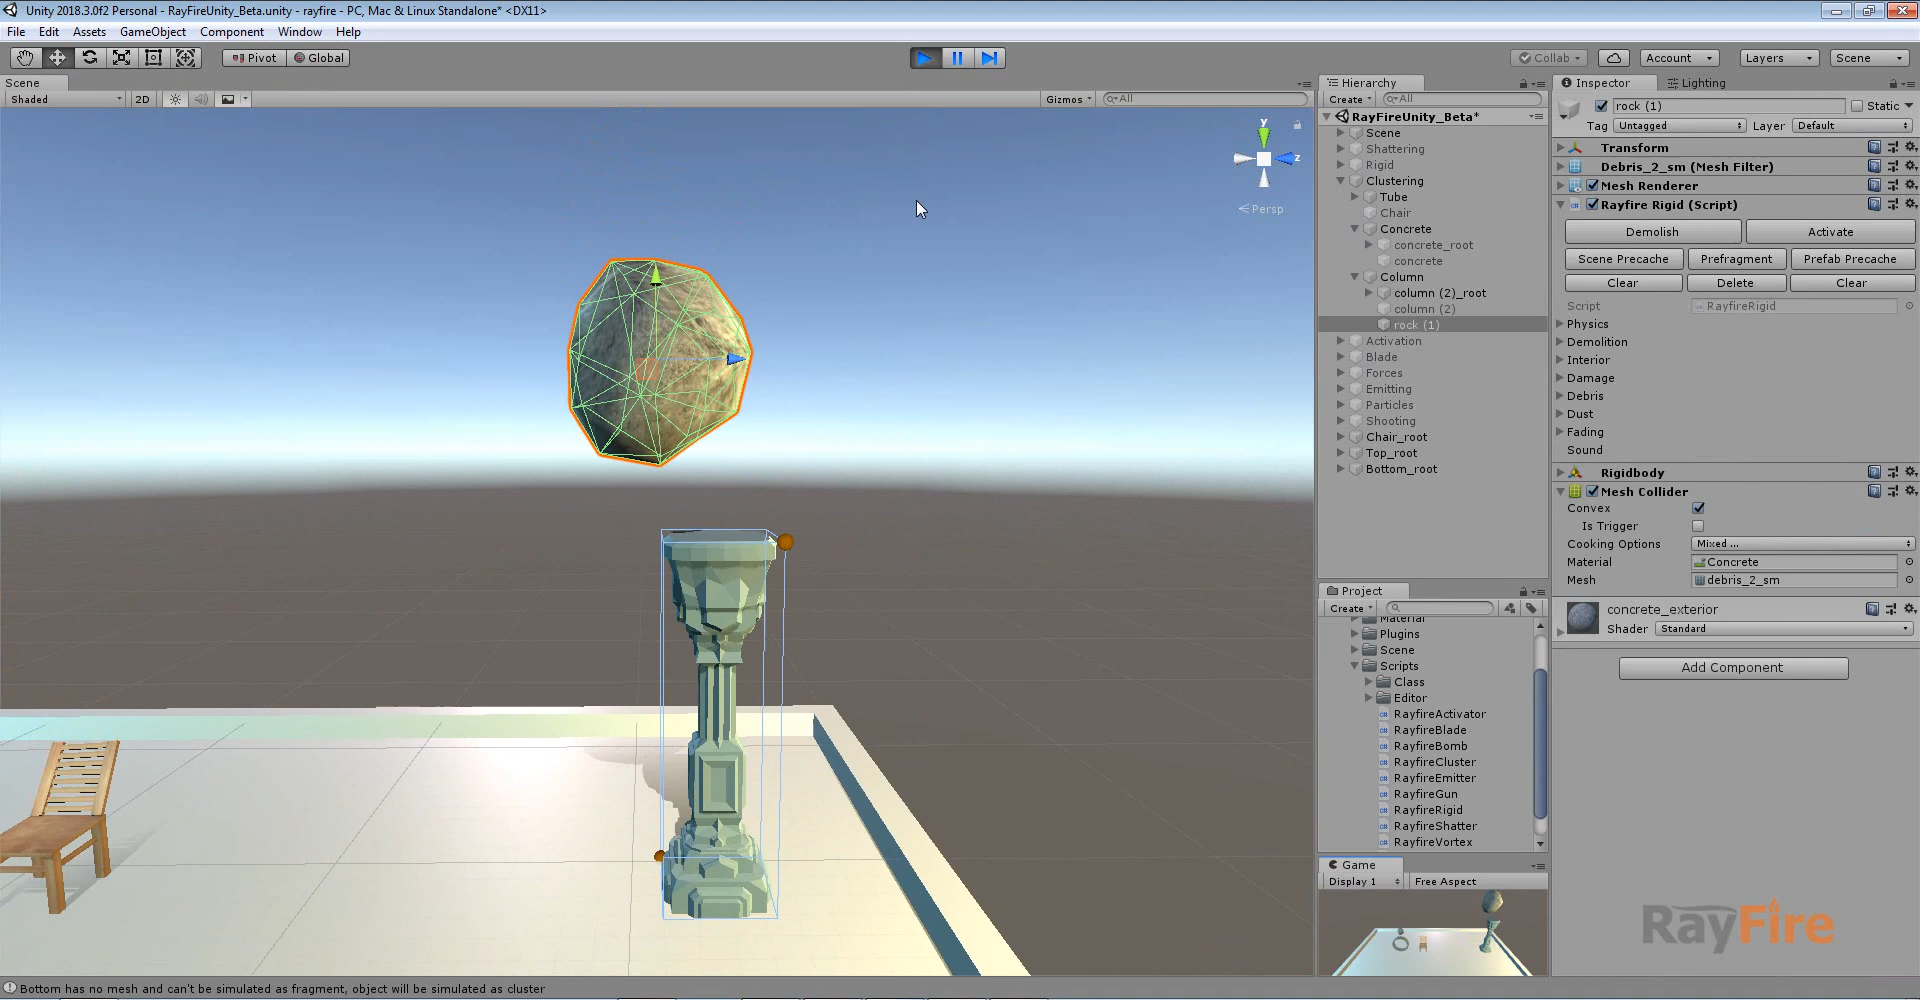 Unity 2018.3.0f2 Personal - RayFireUnity_Beta.unity - rayfire - PC, Mac & Linux Standalone* <DX11>
File Edit Assets GameObject Component Window Help
Pivot Global Collab Account Layers Scene
Scene
Shaded 2D Gizmos All
y
z
Persp
Hierarchy
Create All
RayFireUnity_Beta*
Scene
Shattering
Rigid
Clustering
Tube
Chair
Concrete
concrete_root
concrete
Column
column (2)_root
column (2)
rock (1)
Activation
Blade
Forces
Emitting
Particles
Shooting
Chair_root
Top_root
Bottom_root
Project
Create
Material
Plugins
Scene
Scripts
Class
Editor
RayfireActivator
RayfireBlade
RayfireBomb
RayfireCluster
RayfireEmitter
RayfireGun
RayfireRigid
RayfireShatter
RayfireVortex
Game
Display 1 Free Aspect
Inspector Lighting
rock (1) Static
Tag Untagged Layer Default
Transform
Debris_2_sm (Mesh Filter)
Mesh Renderer
Rayfire Rigid (Script)
Demolish Activate
Scene Precache Prefragment Prefab Precache
Clear Delete Clear
Script RayfireRigid
Physics
Demolition
Interior
Damage
Debris
Dust
Fading
Sound
Rigidbody
Mesh Collider
Convex
Is Trigger
Cooking Options Mixed ...
Material Concrete
Mesh debris_2_sm
concrete_exterior
Shader Standard
Add Component
RayFire
Bottom has no mesh and can't be simulated as fragment, object will be simulated as cluster